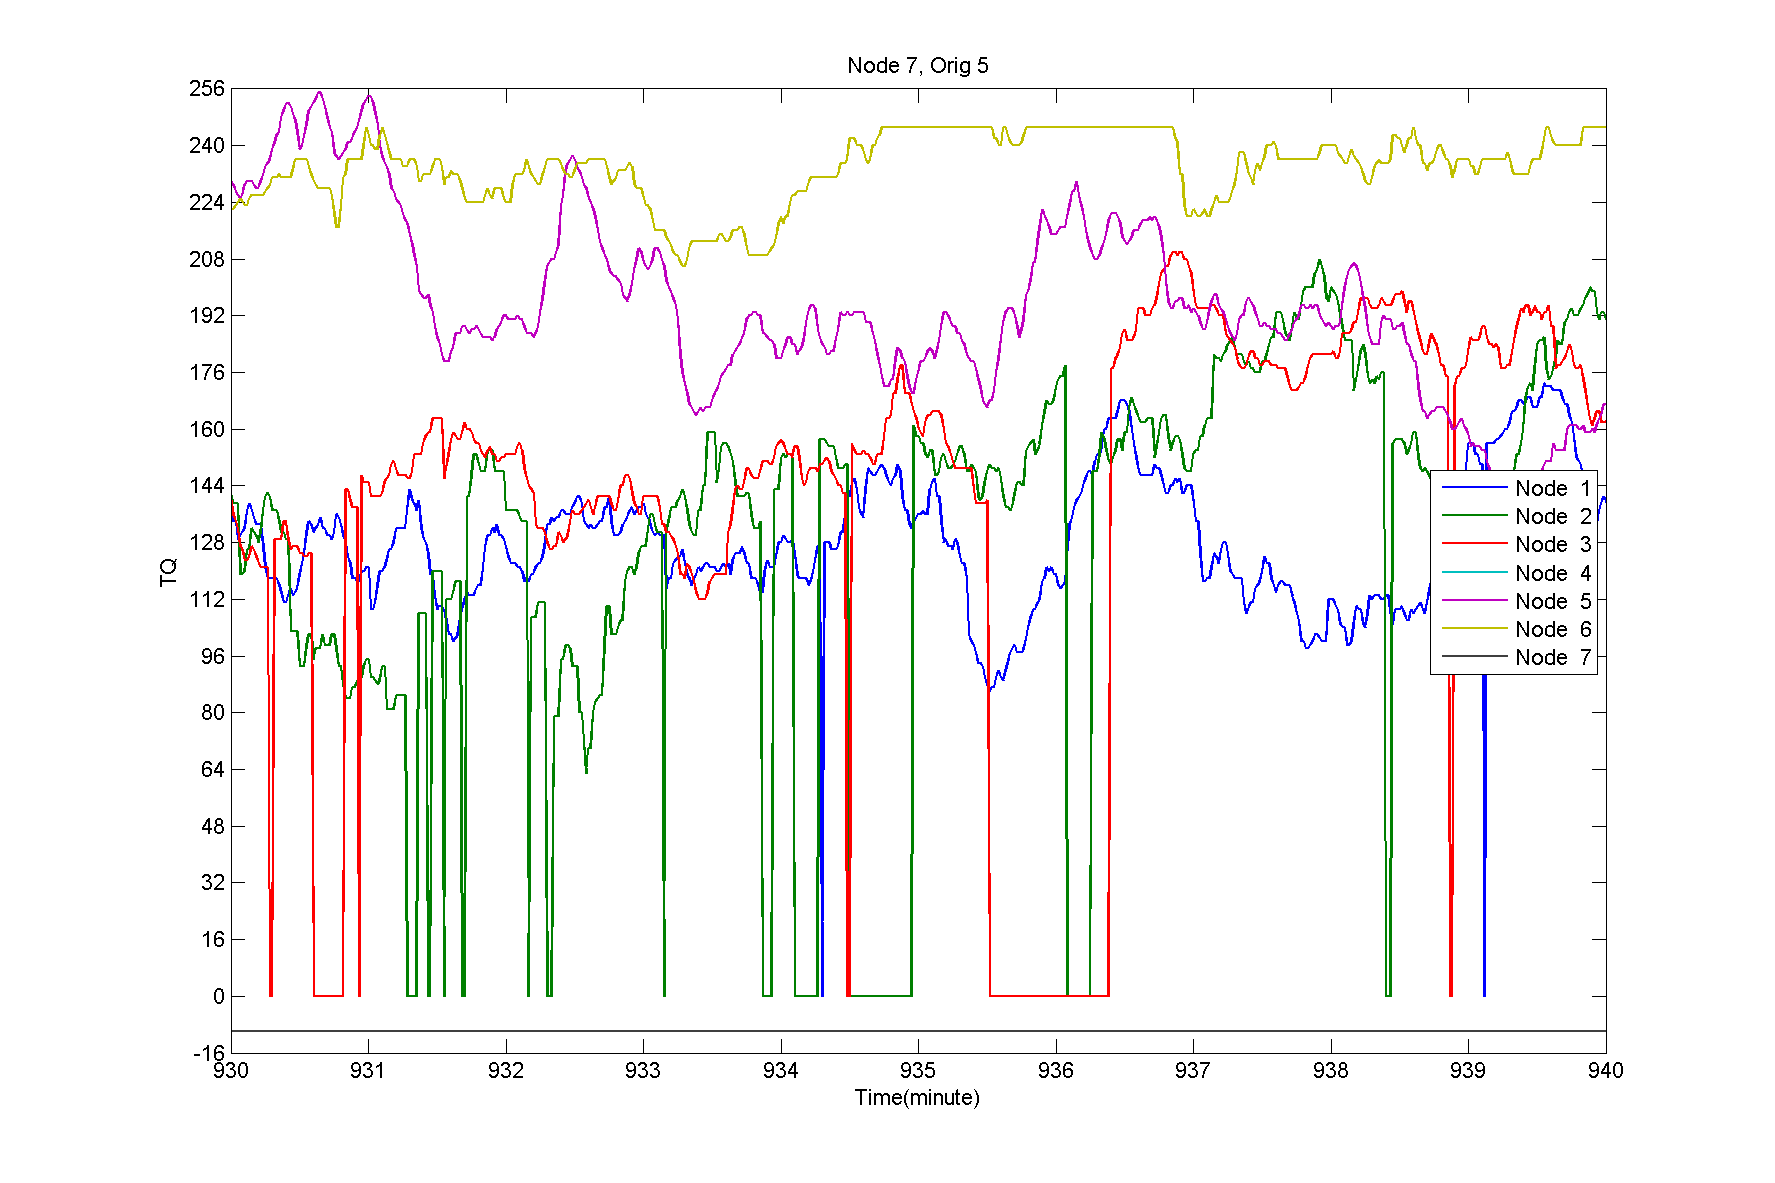 Node 7, Orig 5
256
240
224
208
192
176
160
144
128
112
96
80
64
48
32
16
0
-16
TQ
Node 1
Node 2
Node 3
Node 4
Node 5
Node 6
Node 7
930 931 932 933 934 935 936 937 938 939 940
Time(minute)